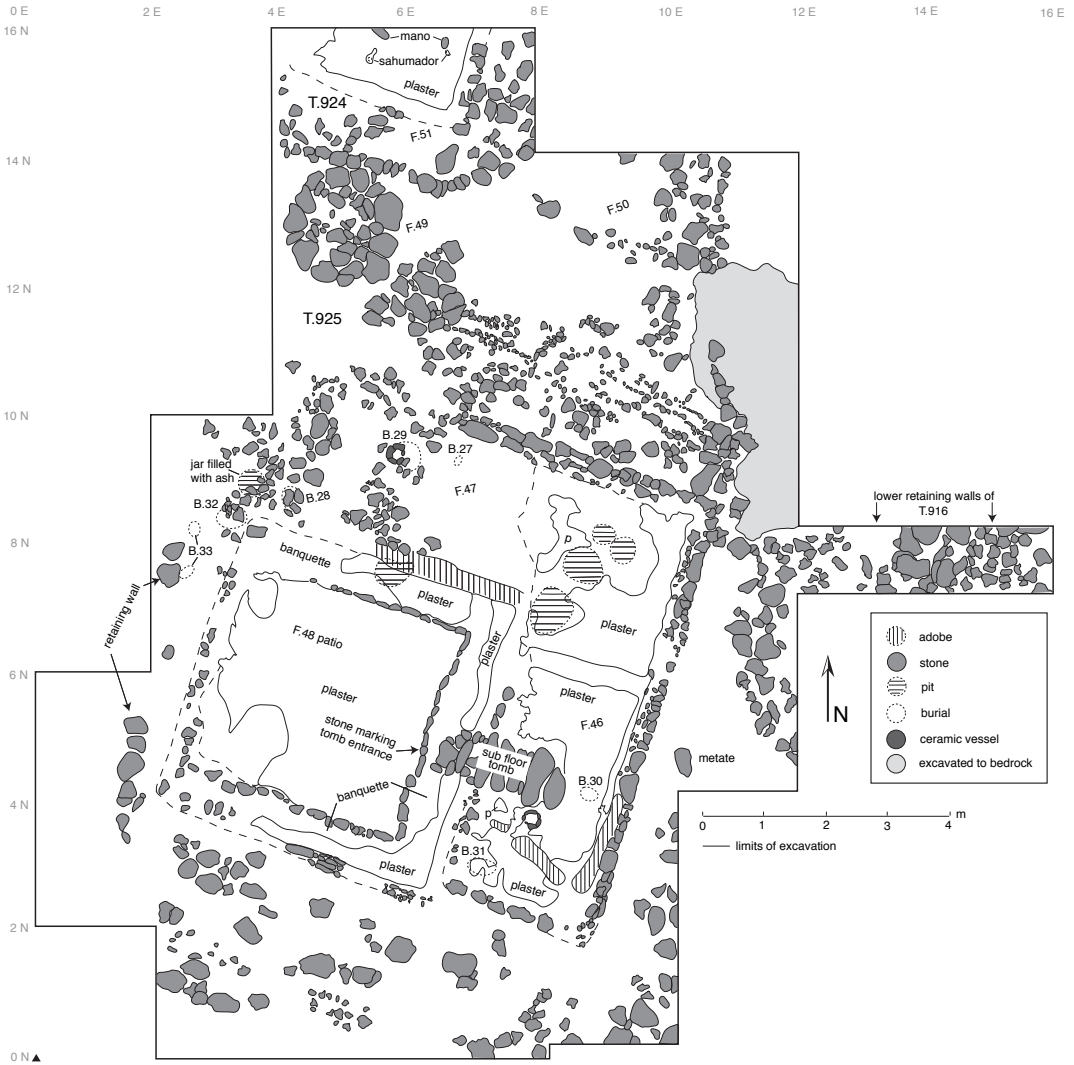 0 E 2 E 4 E 6 E 8 E 10 E 12 E 14 E 16 E
16 N
mano
sahumador
plaster
T.924
F.51
14 N
F.50
F.49
12 N
T.925
10 N
B.29
B.27
jar filled
with ash
F.47
B.28
B.32
lower retaining walls of
T.916
8 N
p
B.33
banquette
plaster
plaster
retaining wall
F.48 patio
plaster
adobe
stone
pit
burial
ceramic vessel
excavated to bedrock
6 N
plaster
plaster
F.46
N
stone marking
tomb entrance
sub floor
tomb
metate
B.30
banquette
4 N
p
0 1 2 3 4 m
limits of excavation
B.31
plaster
plaster
2 N
0 N